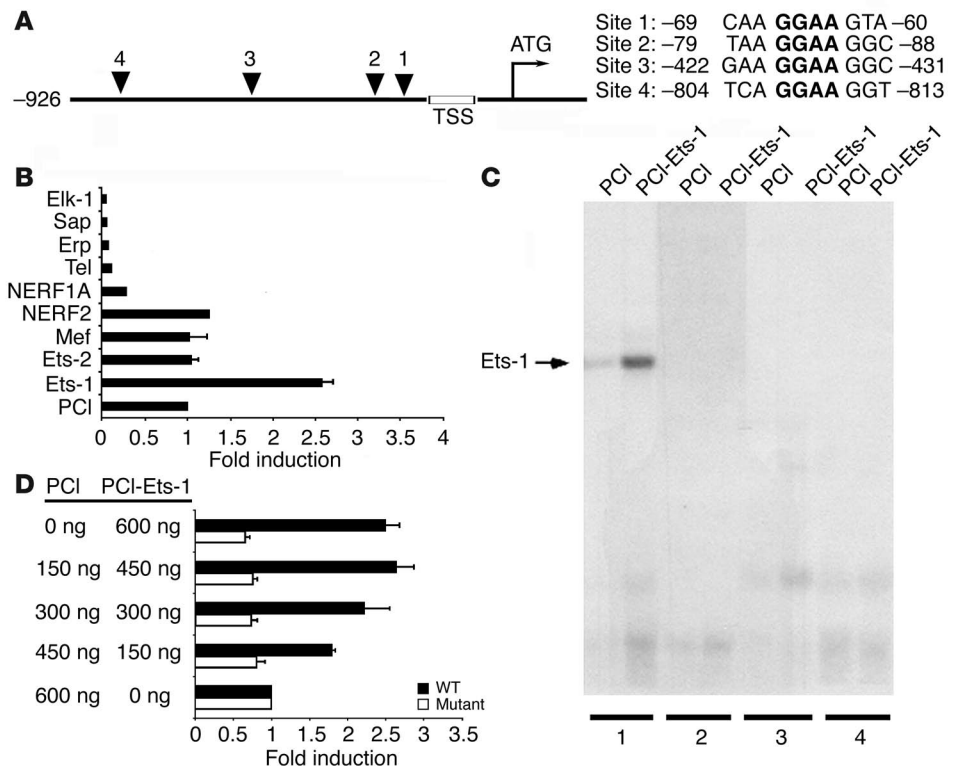 A
4 3 2 1
ATG
–926
TSS
Site 1: –69 CAA GGAA GTA –60
Site 2: –79 TAA GGAA GGC –88
Site 3: –422 GAA GGAA GGC –431
Site 4: –804 TCA GGAA GGT –813
B
Elk-1
Sap
Erp
Tel
NERF1A
NERF2
Mef
Ets-2
Ets-1
PCI
0 0.5 1 1.5 2 2.5 3 3.5 4
Fold induction
C
PCI PCI-Ets-1 PCI PCI-Ets-1 PCI PCI-Ets-1 PCI PCI-Ets-1
Ets-1
1 2 3 4
D
PCI PCI-Ets-1
0 ng 600 ng
150 ng 450 ng
300 ng 300 ng
450 ng 150 ng
600 ng 0 ng
WT
Mutant
0 0.5 1 1.5 2 2.5 3 3.5
Fold induction